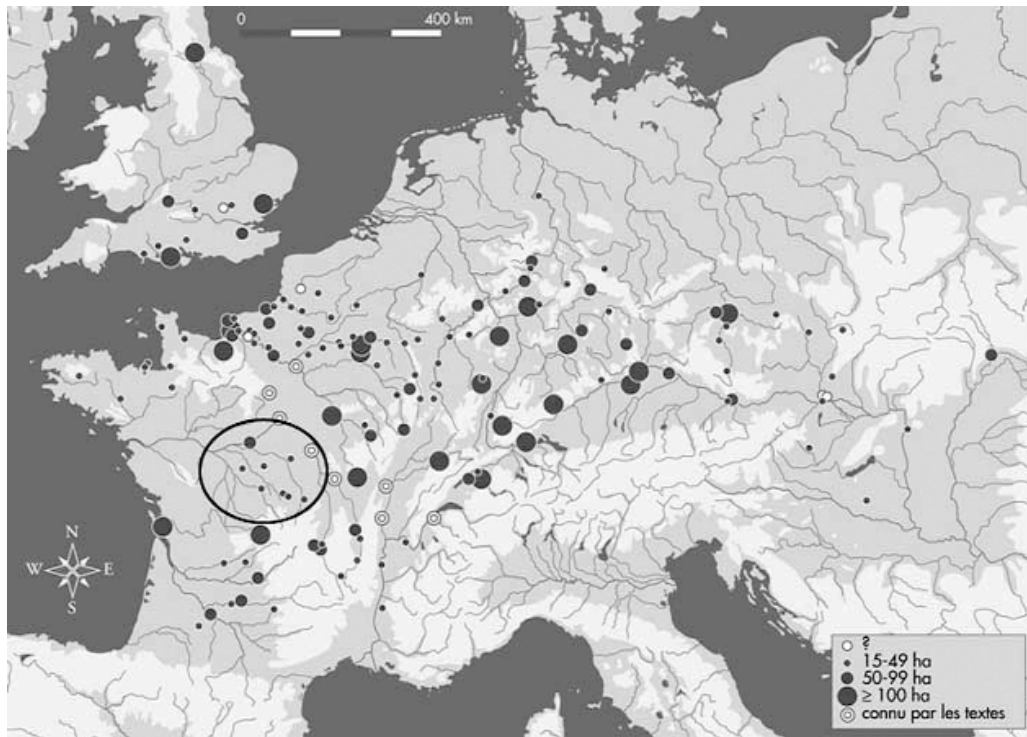 0 400 km
N
W E
S
?
15-49 ha
50-99 ha
≥ 100 ha
connu par les textes